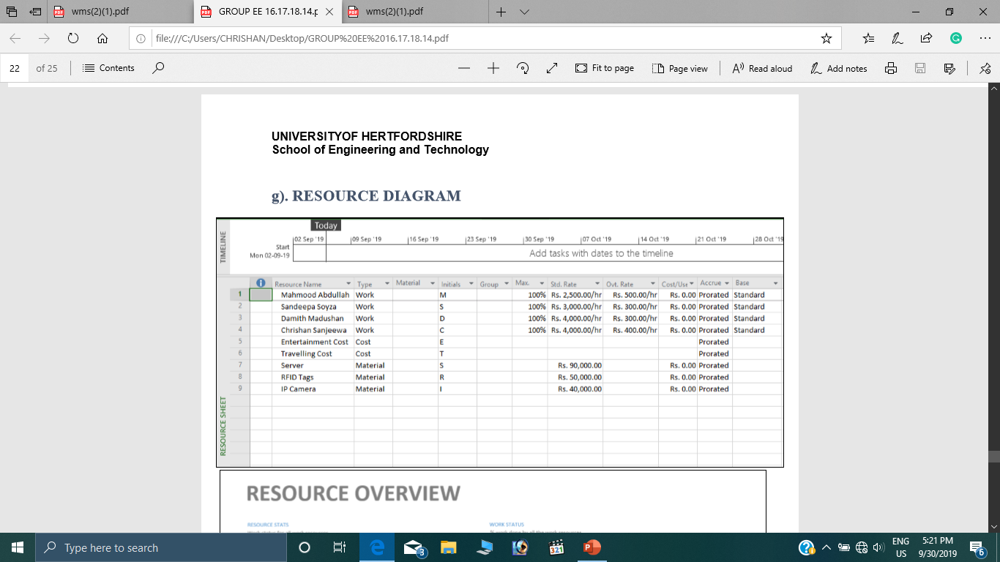 wms(2)(1).pdf
GROUP EE 16.17.18.14.p
wms(2)(1).pdf
file:///C:/Users/CHRISHAN/Desktop/GROUP%20EE%2016.17.18.14.pdf
22 of 25
Contents
Fit to page
Page view
Read aloud
Add notes
UNIVERSITYOF HERTFORDSHIRE
School of Engineering and Technology
g). RESOURCE DIAGRAM
TIMELINE
Today
02 Sep '19 09 Sep '19 16 Sep '19 23 Sep '19 30 Sep '19 07 Oct '19 14 Oct '19 21 Oct '19 28 Oct '19
Start
Mon 02-09-19
Add tasks with dates to the timeline
Resource Name Type Material Initials Group Max. Std. Rate Ovt. Rate Cost/Use Accrue Base
1 Mahmood Abdullah Work M 100% Rs. 2,500.00/hr Rs. 500.00/hr Rs. 0.00 Prorated Standard
2 Sandeepa Soyza Work S 100% Rs. 3,000.00/hr Rs. 300.00/hr Rs. 0.00 Prorated Standard
3 Damith Madushan Work D 100% Rs. 4,000.00/hr Rs. 300.00/hr Rs. 0.00 Prorated Standard
4 Chrishan Sanjeewa Work C 100% Rs. 4,000.00/hr Rs. 400.00/hr Rs. 0.00 Prorated Standard
5 Entertainment Cost Cost E Prorated
6 Travelling Cost Cost T Prorated
7 Server Material S Rs. 90,000.00 Rs. 0.00 Prorated
8 RFID Tags Material R Rs. 50,000.00 Rs. 0.00 Prorated
9 IP Camera Material I Rs. 40,000.00 Rs. 0.00 Prorated
RESOURCE SHEET
RESOURCE OVERVIEW
RESOURCE STATS
WORK STATUS
Type here to search
3
321
ENG
US
5:21 PM
9/30/2019
6